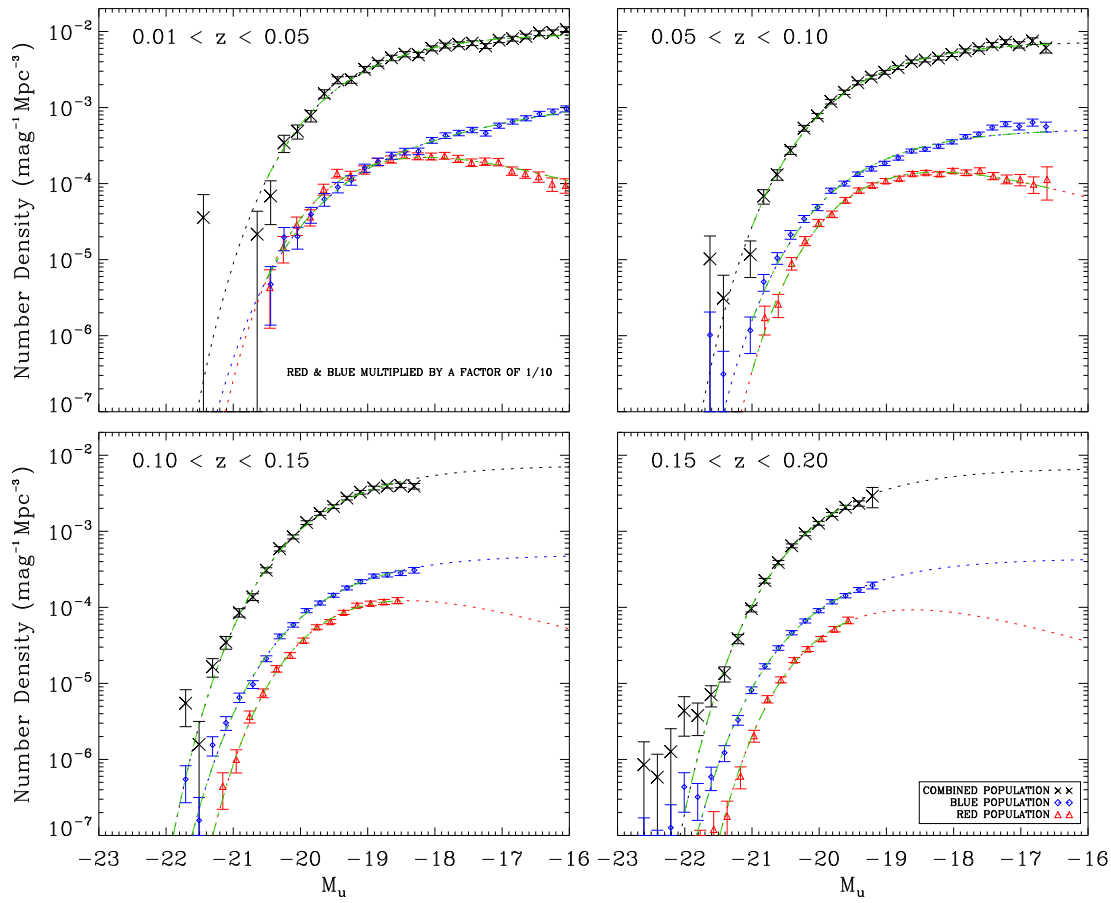 0.01 < z < 0.05
0.05 < z < 0.10
10⁻²
10⁻³
10⁻⁴
10⁻⁵
10⁻⁶
10⁻⁷
Number Density (mag⁻¹ Mpc⁻³)
RED & BLUE MULTIPLIED BY A FACTOR OF 1/10
0.10 < z < 0.15
0.15 < z < 0.20
10⁻²
10⁻³
10⁻⁴
10⁻⁵
10⁻⁶
10⁻⁷
Number Density (mag⁻¹ Mpc⁻³)
COMBINED POPULATION
BLUE POPULATION
RED POPULATION
-23 -22 -21 -20 -19 -18 -17 -16
-23 -22 -21 -20 -19 -18 -17 -16
Mᵤ
Mᵤ